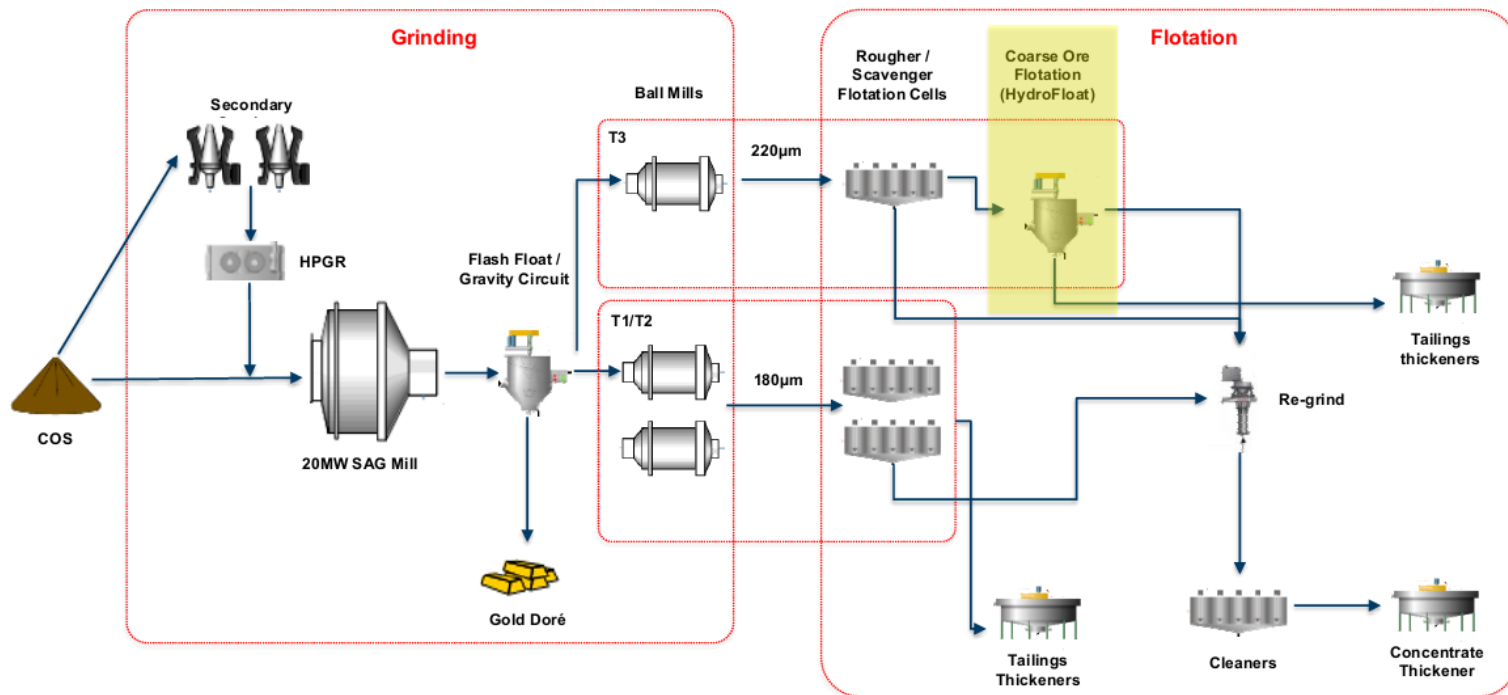 Grinding
Flotation
Secondary
HPGR
COS
20MW SAG Mill
Flash Float /
Gravity Circuit
Gold Doré
Ball Mills
T3
220µm
T1/T2
180µm
Rougher /
Scavenger
Flotation Cells
Coarse Ore
Flotation
(HydroFloat)
Tailings
thickeners
Re-grind
Tailings
Thickeners
Cleaners
Concentrate
Thickener